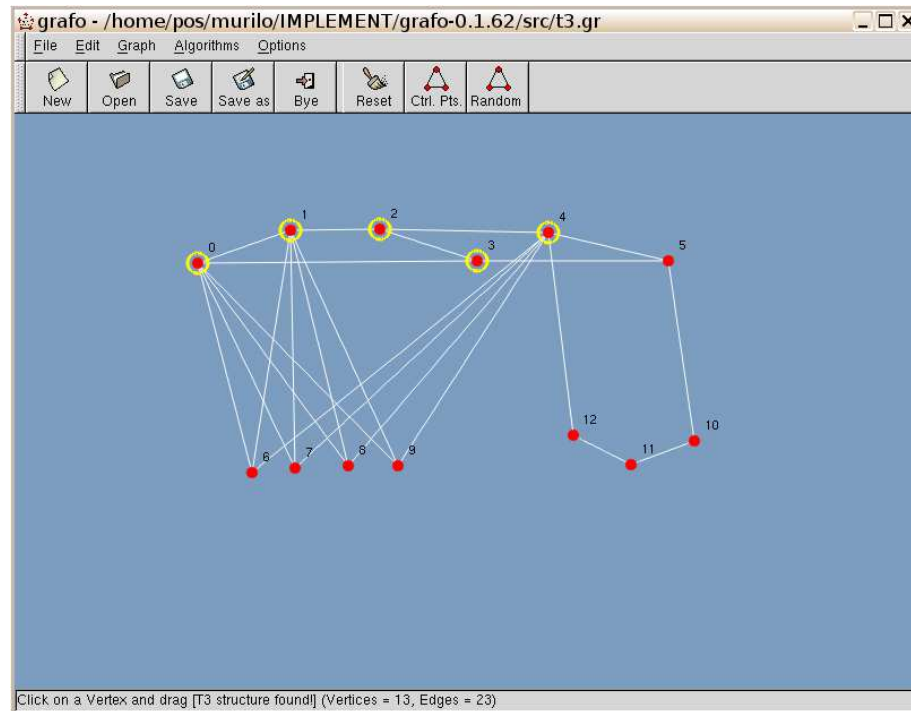 grafo - /home/pos/murilo/IMPLEMENT/grafo-0.1.62/src/t3.gr
File Edit Graph Algorithms Options
New Open Save Save as Bye Reset Ctrl. Pts. Random
1 2 4
0 3 5
12 10
6 7 8 9 11
Click on a Vertex and drag [T3 structure found!] (Vertices = 13, Edges = 23)